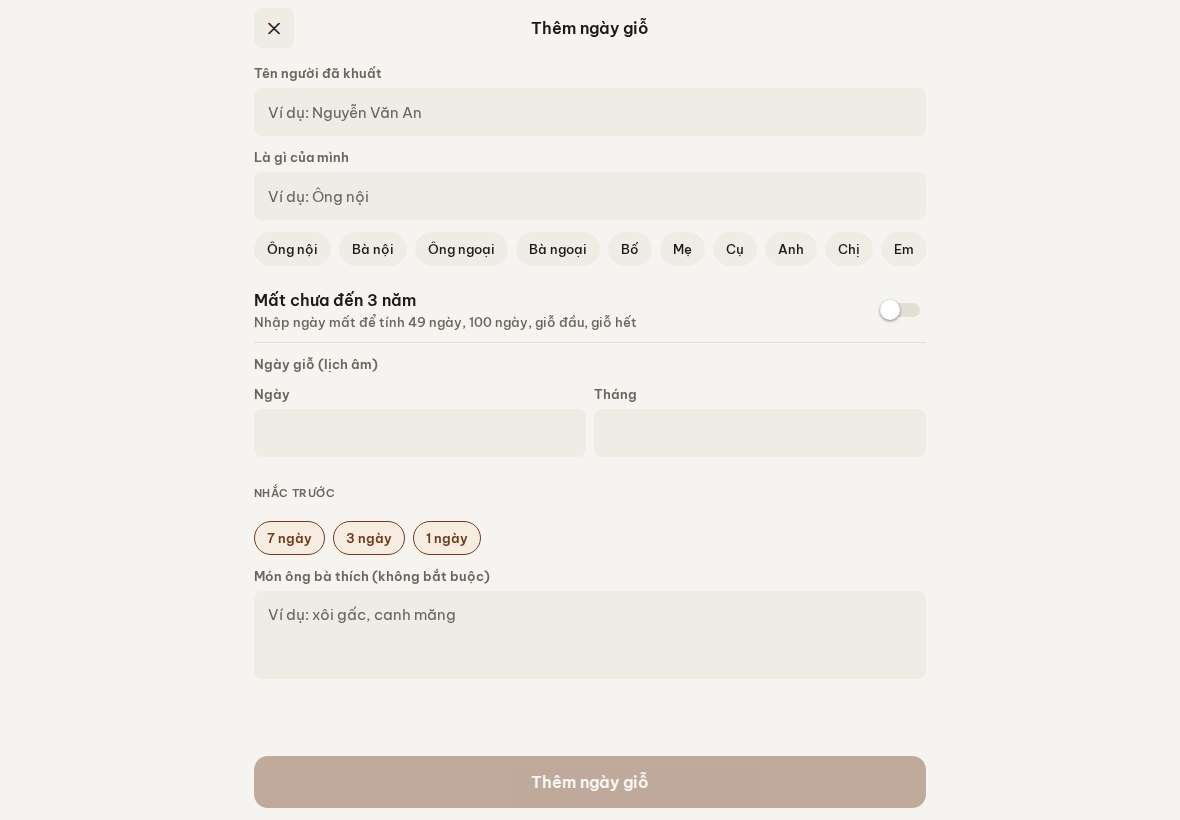 Thêm ngày giỗ
Tên người đã khuất
Ví dụ: Nguyễn Văn An
Là gì của mình
Ví dụ: Ông nội
Ông nội Bà nội Ông ngoại Bà ngoại Bố Mẹ Cụ Anh Chị Em
Mất chưa đến 3 năm
Nhập ngày mất để tính 49 ngày, 100 ngày, giỗ đầu, giỗ hết
Ngày giỗ (lịch âm)
Ngày Tháng
NHẮC TRƯỚC
7 ngày 3 ngày 1 ngày
Món ông bà thích (không bắt buộc)
Ví dụ: xôi gấc, canh măng
Thêm ngày giỗ